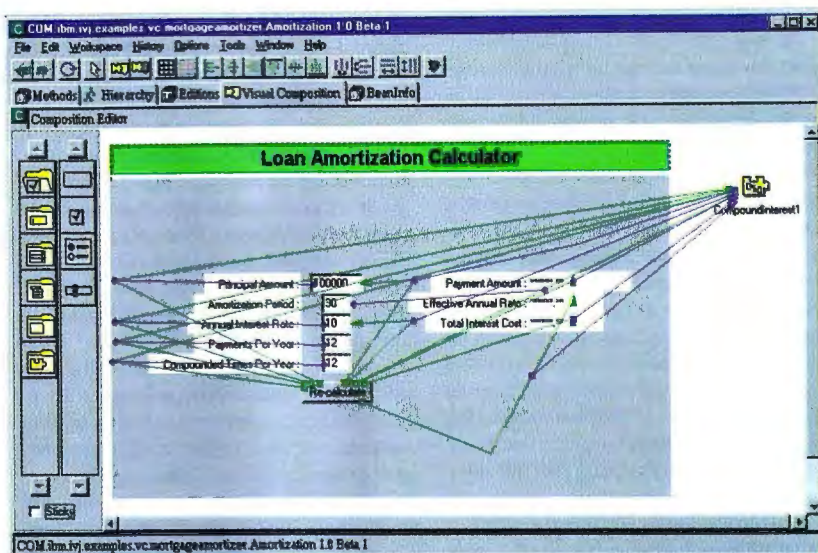 COM.ibm.ivj.examples.vc.mortgageamortizer.Amortization 1.0 Beta 1
File Edit Workspace History Options Tools Window Help
Methods Hierarchy Editions Visual Composition BeanInfo
Composition Editor
Loan Amortization Calculator
CompoundInterest1
Principal Amount : 100000 Payment Amount :
Amortization Period : 30 Effective Annual Rate :
Annual Interest Rate : 10 Total Interest Cost :
Payments Per Year : 12
Compounded Times Per Year : 12
Re-calculate
Sticky
COM.ibm.ivj.examples.vc.mortgageamortizer.Amortization 1.0 Beta 1